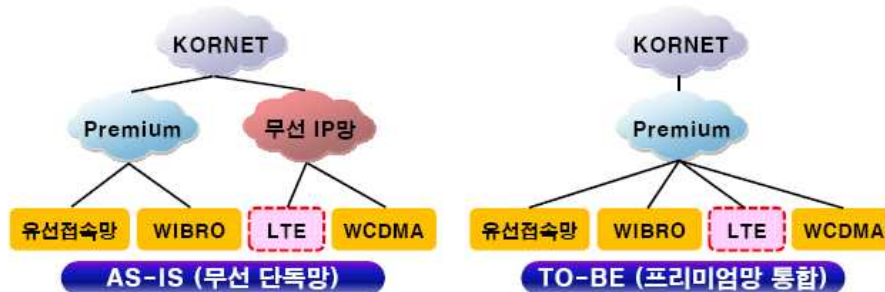 KORNET
Premium
무선 IP망
유선접속망
WIBRO
LTE
WCDMA
AS-IS (무선 단독망)
KORNET
Premium
유선접속망
WIBRO
LTE
WCDMA
TO-BE (프리미엄망 통합)